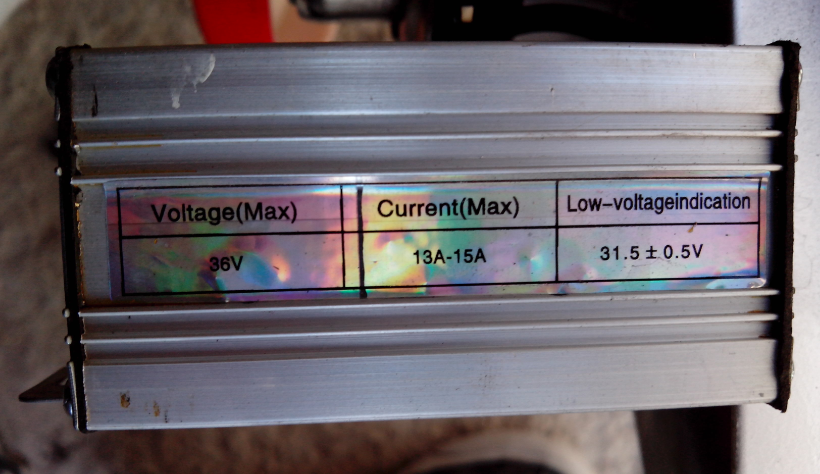 Voltage(Max) Current(Max) Low-voltageindication
36V 13A-15A 31.5 ± 0.5V